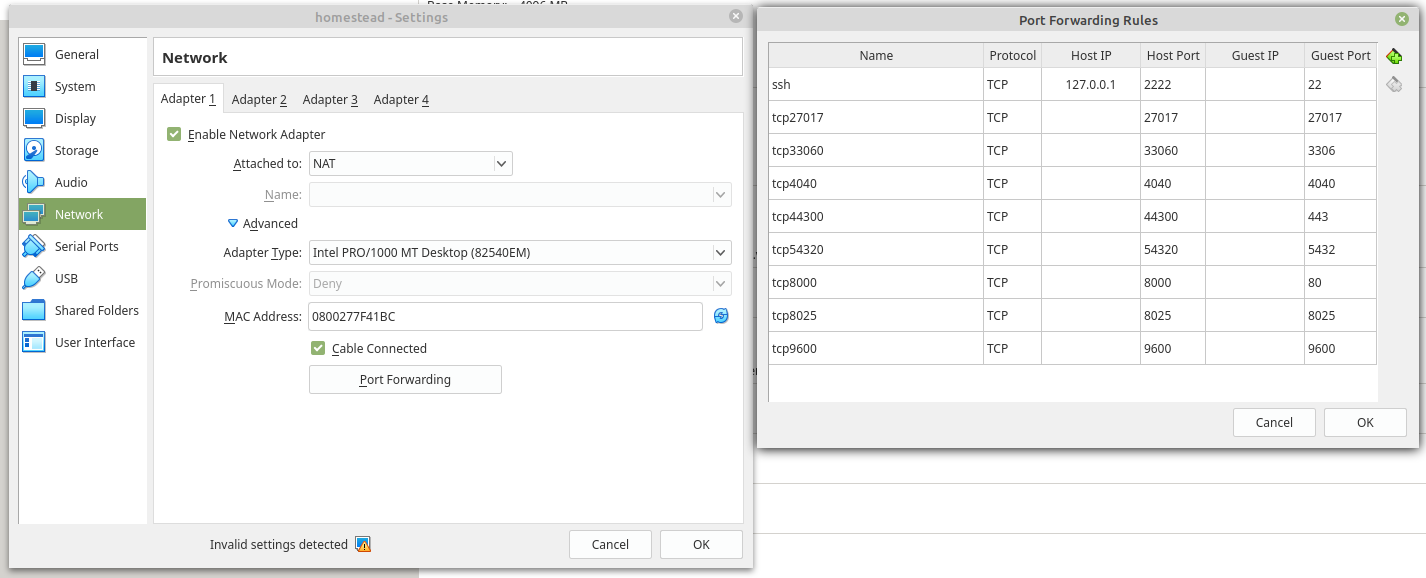 Base Memory: 4096 MB
homestead - Settings
General
System
Display
Storage
Audio
Network
Serial Ports
USB
Shared Folders
User Interface
Network
Adapter 1 Adapter 2 Adapter 3 Adapter 4
Enable Network Adapter
Attached to: NAT
Name:
Advanced
Adapter Type: Intel PRO/1000 MT Desktop (82540EM)
Promiscuous Mode: Deny
MAC Address: 0800277F41BC
Cable Connected
Port Forwarding
Invalid settings detected
Cancel OK
Port Forwarding Rules
Name Protocol Host IP Host Port Guest IP Guest Port
ssh TCP 127.0.0.1 2222 22
tcp27017 TCP 27017 27017
tcp33060 TCP 33060 3306
tcp4040 TCP 4040 4040
tcp44300 TCP 44300 443
tcp54320 TCP 54320 5432
tcp8000 TCP 8000 80
tcp8025 TCP 8025 8025
tcp9600 TCP 9600 9600
Cancel OK